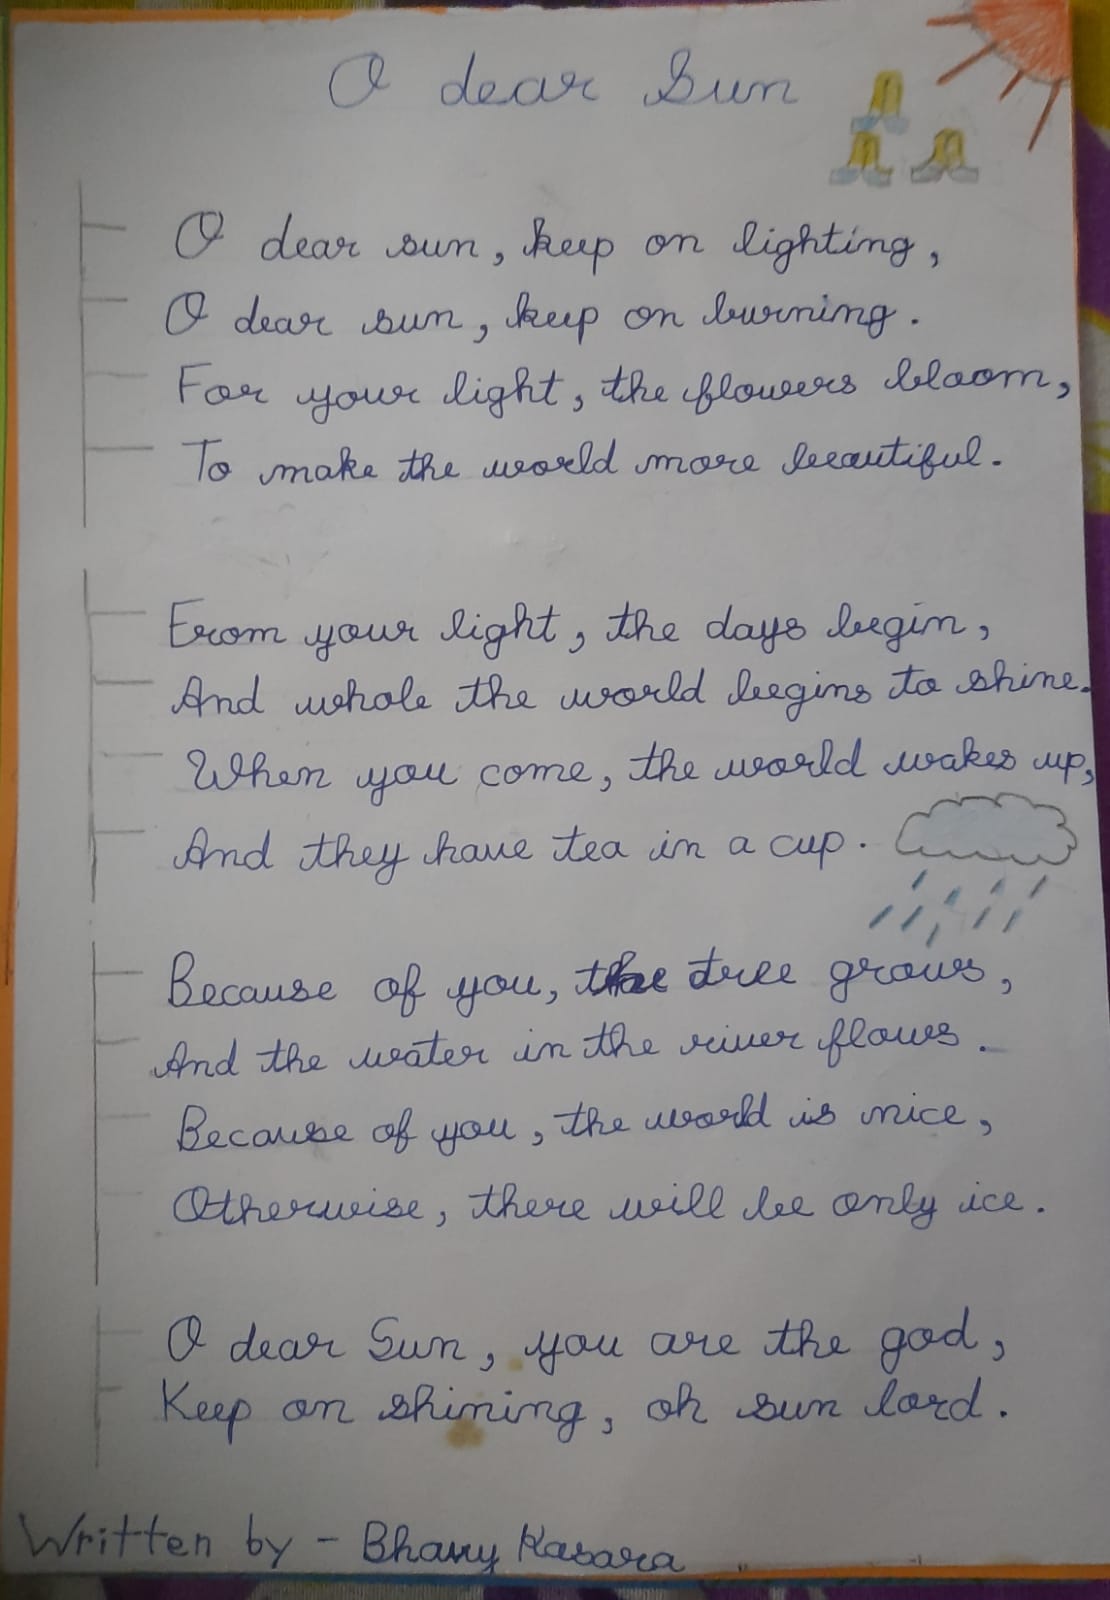 O dear Sun
O dear sun, keep on lighting,
O dear sun, keep on burning.
For your light, the flowers bloom,
To make the world more beautiful.
From your light, the days begin,
And whole the world begins to shine.
When you come, the world wakes up,
And they have tea in a cup.
Because of you, the tree grows,
And the water in the river flows.
Because of you, the world is nice,
Otherwise, there will be only ice.
O dear Sun, you are the god,
Keep on shining, oh sun lord.
Written by - Bhavy Kasara